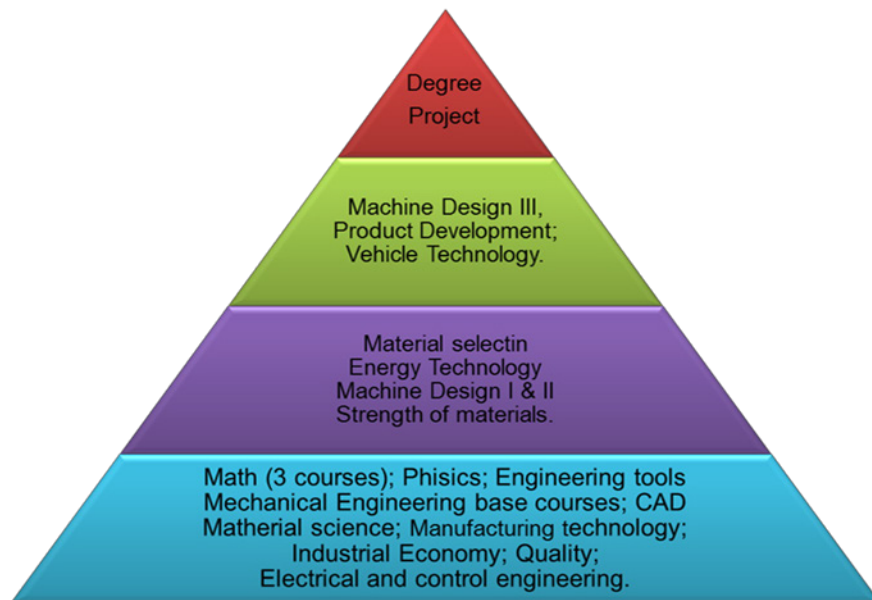 Degree
Project
Machine Design III,
Product Development;
Vehicle Technology.
Material selectin
Energy Technology
Machine Design I & II
Strength of materials.
Math (3 courses); Phisics; Engineering tools
Mechanical Engineering base courses; CAD
Matherial science; Manufacturing technology;
Industrial Economy; Quality;
Electrical and control engineering.